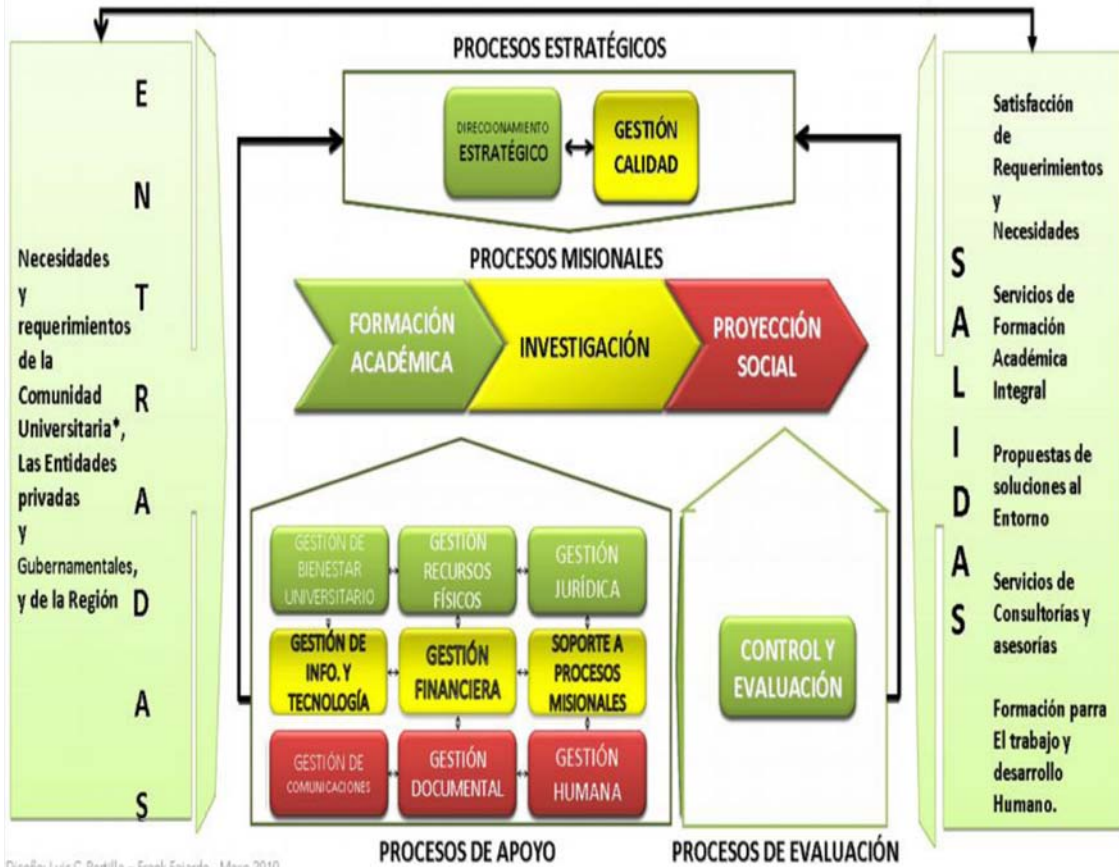 PROCESOS ESTRATÉGICOS
DIRECCIONAMIENTO
ESTRATÉGICO
GESTIÓN
CALIDAD
PROCESOS MISIONALES
FORMACIÓN
ACADÉMICA
INVESTIGACIÓN
PROYECCIÓN
SOCIAL
E
N
T
R
A
D
A
S
Necesidades
y
requerimientos
de la
Comunidad
Universitaria*,
Las Entidades
privadas
y
Gubernamentales,
y de la Región
GESTIÓN DE
BIENESTAR
UNIVERSITARIO
GESTIÓN
RECURSOS
FÍSICOS
GESTIÓN
JURÍDICA
GESTIÓN DE
INFO. Y
TECNOLOGÍA
GESTIÓN
FINANCIERA
SOPORTE A
PROCESOS
MISIONALES
GESTIÓN DE
COMUNICACIONES
GESTIÓN
DOCUMENTAL
GESTIÓN
HUMANA
PROCESOS DE APOYO
CONTROL Y
EVALUACIÓN
PROCESOS DE EVALUACIÓN
S
A
L
I
D
A
S
Satisfacción
de
Requerimientos
y
Necesidades
Servicios de
Formación
Académica
Integral
Propuestas de
soluciones al
Entorno
Servicios de
Consultorías y
asesorías
Formación parra
El trabajo y
desarrollo
Humano.